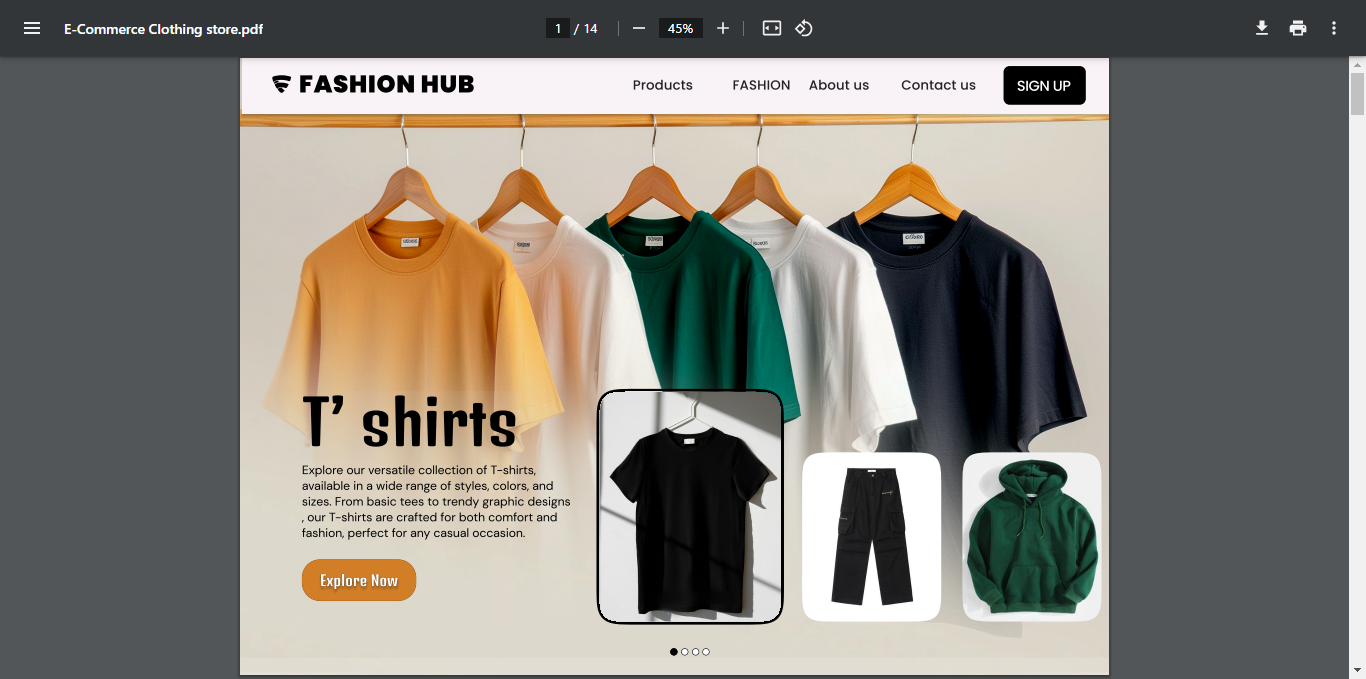 E-Commerce Clothing store.pdf
1 / 14
45%
FASHION HUB
Products
FASHION
About us
Contact us
SIGN UP
T’ shirts
Explore our versatile collection of T-shirts,
available in a wide range of styles, colors, and
sizes. From basic tees to trendy graphic designs
, our T-shirts are crafted for both comfort and
fashion, perfect for any casual occasion.
Explore Now